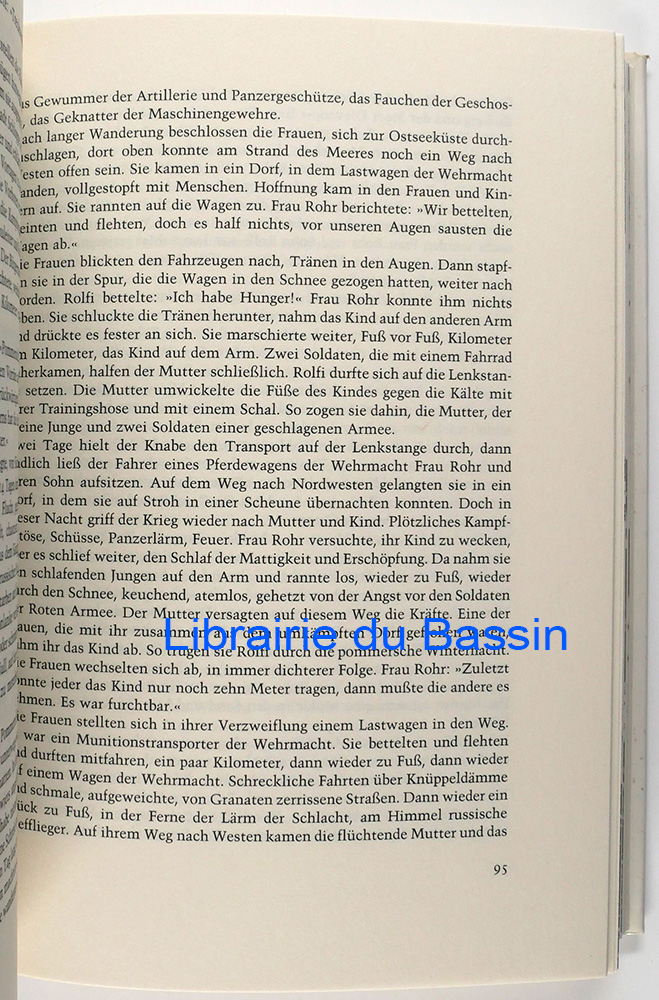 s Gewummer der Artillerie und Panzergeschütze, das Fauchen der Geschos-
, das Geknatter der Maschinengewehre.
ach langer Wanderung beschlossen die Frauen, sich zur Ostseeküste durch-
schlagen, dort oben konnte am Strand des Meeres noch ein Weg nach
esten offen sein. Sie kamen in ein Dorf, in dem Lastwagen der Wehrmacht
anden, vollgestopft mit Menschen. Hoffnung kam in den Frauen und Kin-
rn auf. Sie rannten auf die Wagen zu. Frau Rohr berichtete: »Wir bettelten,
einten und flehten, doch es half nichts, vor unseren Augen sausten die
agen ab.«
ie Frauen blickten den Fahrzeugen nach, Tränen in den Augen. Dann stapf-
n sie in der Spur, die die Wagen in den Schnee gezogen hatten, weiter nach
orden. Rolfi bettelte: »Ich habe Hunger!« Frau Rohr konnte ihm nichts
ben. Sie schluckte die Tränen herunter, nahm das Kind auf den anderen Arm
d drückte es fester an sich. Sie marschierte weiter, Fuß vor Fuß, Kilometer
m Kilometer, das Kind auf dem Arm. Zwei Soldaten, die mit einem Fahrrad
herkamen, halfen der Mutter schließlich. Rolfi durfte sich auf die Lenkstan-
setzen. Die Mutter umwickelte die Füße des Kindes gegen die Kälte mit
rer Trainingshose und mit einem Schal. So zogen sie dahin, die Mutter, der
eine Junge und zwei Soldaten einer geschlagenen Armee.
wei Tage hielt der Knabe den Transport auf der Lenkstange durch, dann
dlich ließ der Fahrer eines Pferdewagens der Wehrmacht Frau Rohr und
ren Sohn aufsitzen. Auf dem Weg nach Nordwesten gelangten sie in ein
orf, in dem sie auf Stroh in einer Scheune übernachten konnten. Doch in
eser Nacht griff der Krieg wieder nach Mutter und Kind. Plötzliches Kampf-
töse, Schüsse, Panzerlärm, Feuer. Frau Rohr versuchte, ihr Kind zu wecken,
er es schlief weiter, den Schlaf der Mattigkeit und Erschöpfung. Da nahm sie
n schlafenden Jungen auf den Arm und rannte los, wieder zu Fuß, wieder
urch den Schnee, keuchend, atemlos, gehetzt von der Angst vor den Soldaten
r Roten Armee. Der Mutter versagten auf diesem Weg die Kräfte. Eine der
auen, die mit ihr zusammen aus dem umkämpften Dorf geflohen waren,
hm ihr das Kind ab. So trugen sie Rolfi durch die pommersche Winternacht.
Librairie du Bassin
ie Frauen wechselten sich ab, in immer dichterer Folge. Frau Rohr: »Zuletzt
onnte jeder das Kind nur noch zehn Meter tragen, dann mußte die andere es
hmen. Es war furchtbar.«
ie Frauen stellten sich in ihrer Verzweiflung einem Lastwagen in den Weg.
war ein Munitionstransporter der Wehrmacht. Sie bettelten und flehten
d durften mitfahren, ein paar Kilometer, dann wieder zu Fuß, dann wieder
f einem Wagen der Wehrmacht. Schreckliche Fahrten über Knüppeldämme
d schmale, aufgeweichte, von Granaten zerrissene Straßen. Dann wieder ein
ück zu Fuß, in der Ferne der Lärm der Schlacht, am Himmel russische
efflieger. Auf ihrem Weg nach Westen kamen die flüchtende Mutter und das
95